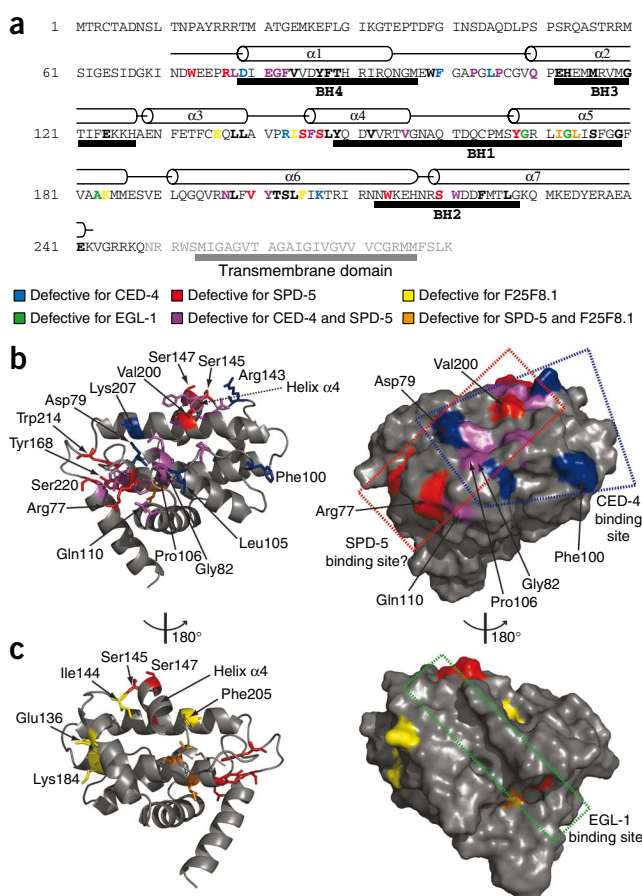 a
1 MTRCTADNSL TNPAYRRRTM ATGEMKEFLG IKGTEPTDFG INSDAQDLPS PSRQASTRRM
α1 α2
61 SIGESIDGKI NDWEEPRLDI EGFVVDYFTH RIRQNGMEWF GAPGLPCGVQ PEHEMMRVMG
BH4 BH3
α3 α4 α5
121 TIFEKKHAEN FETFCEQLLA VPRISFSLYQ DVVRTVGNAQ TDQCPMSYGR LIGLISFGGF
BH1
α6 α7
181 VAAKMMESVE LQGQVRNLFV YTSLFIKTRI RNNWKEHNRS WDDFMTLGKQ MKEDYERAEA
BH2
241 EKVGRRKQNR RWSMIGAGVT AGAIGIVGVV VCGRMMFSLK
Transmembrane domain
Defective for CED-4 Defective for SPD-5 Defective for F25F8.1
Defective for EGL-1 Defective for CED-4 and SPD-5 Defective for SPD-5 and F25F8.1
b
Ser147
Val200
Ser145
Arg143
Lys207
Helix α4
Asp79
Trp214
Tyr168
Ser220
Arg77
Gln110
Pro106
Gly82
Leu105
Phe100
Val200
Asp79
Arg77
SPD-5
binding site?
Gln110
Pro106
Gly82
Phe100
CED-4
binding
site
180°
180°
c
Ser145
Ser147
Ile144
Helix α4
Phe205
Glu136
Lys184
EGL-1
binding site